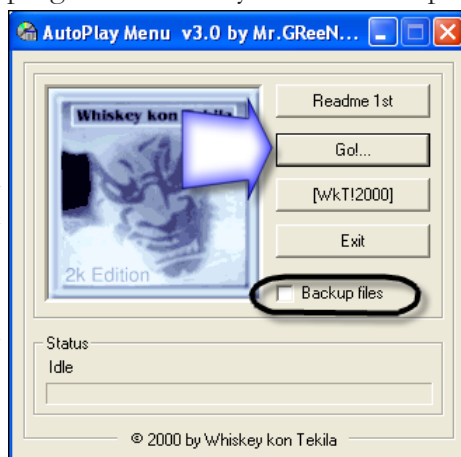 AutoPlay Menu v3.0 by Mr.GReeN...
Whiskey kon
Readme 1st
Go!...
[WkT!2000]
Exit
2k Edition
Backup files
Status
Idle
© 2000 by Whiskey kon Tekila